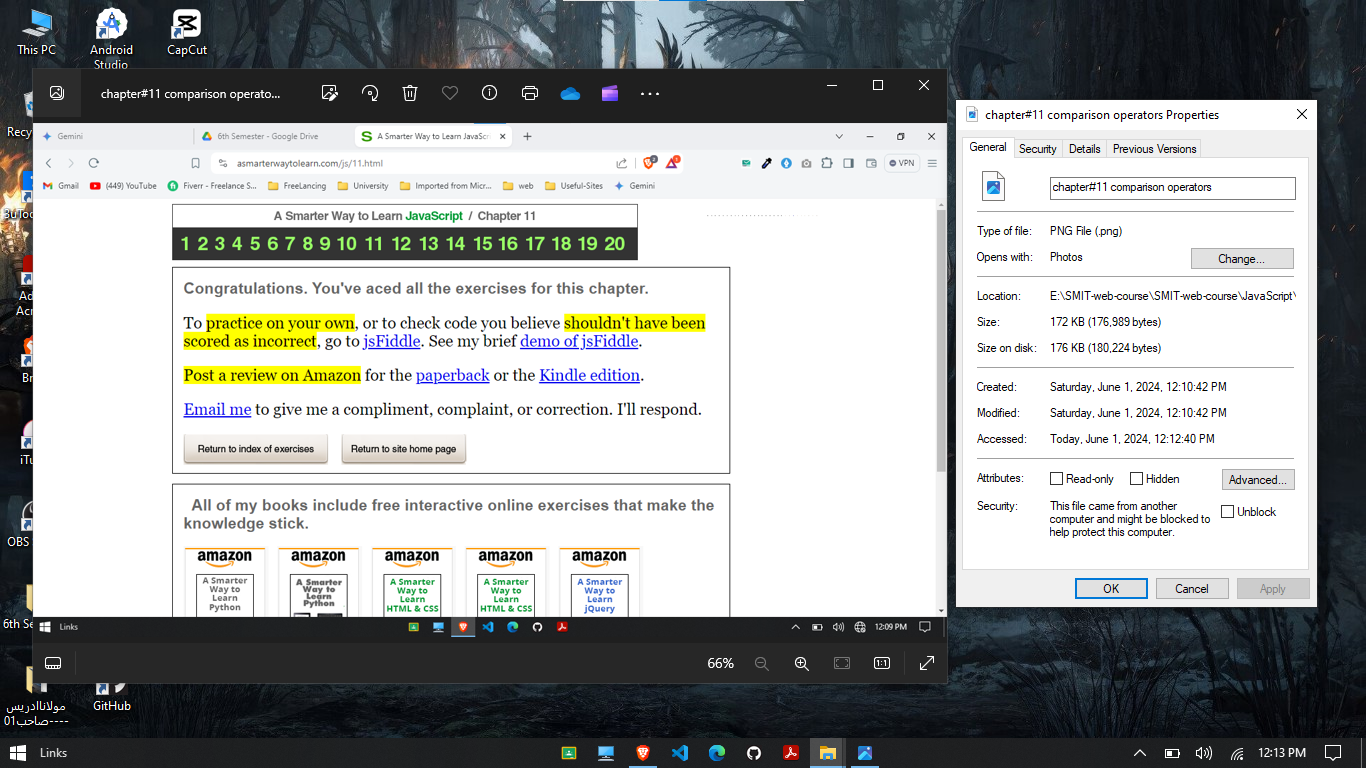 This PC
Android
Studio
CapCut
chapter#11 comparison operato...
Gemini
6th Semester - Google Drive
A Smarter Way to Learn JavaScr
asmarterwaytolearn.com/js/11.html
VPN
Gmail
(449) YouTube
Fiverr - Freelance S...
FreeLancing
University
Imported from Micr...
web
Useful-Sites
Gemini
A Smarter Way to Learn JavaScript / Chapter 11
1 2 3 4 5 6 7 8 9 10 11 12 13 14 15 16 17 18 19 20
Congratulations. You've aced all the exercises for this chapter.
To practice on your own, or to check code you believe shouldn't have been
scored as incorrect, go to jsFiddle. See my brief demo of jsFiddle.
Post a review on Amazon for the paperback or the Kindle edition.
Email me to give me a compliment, complaint, or correction. I'll respond.
Return to index of exercises
Return to site home page
All of my books include free interactive online exercises that make the
knowledge stick.
amazon
A Smarter
Way to
Learn
Python
amazon
A Smarter
Way to
Learn
Python
amazon
A Smarter
Way to
Learn
HTML & CSS
amazon
A Smarter
Way to
Learn
HTML & CSS
amazon
A Smarter
Way to
Learn
jQuery
Links
12:09 PM
66%
1:1
chapter#11 comparison operators Properties
General
Security
Details
Previous Versions
chapter#11 comparison operators
Type of file:
PNG File (.png)
Opens with:
Photos
Change...
Location:
E:\SMIT-web-course\SMIT-web-course\JavaScript\
Size:
172 KB (176,989 bytes)
Size on disk:
176 KB (180,224 bytes)
Created:
Saturday, June 1, 2024, 12:10:42 PM
Modified:
Saturday, June 1, 2024, 12:10:42 PM
Accessed:
Today, June 1, 2024, 12:12:40 PM
Attributes:
Read-only
Hidden
Advanced...
Security:
This file came from another
computer and might be blocked to
help protect this computer.
Unblock
OK
Cancel
Apply
مولاناادریس
صاحب01----
GitHub
Links
12:13 PM